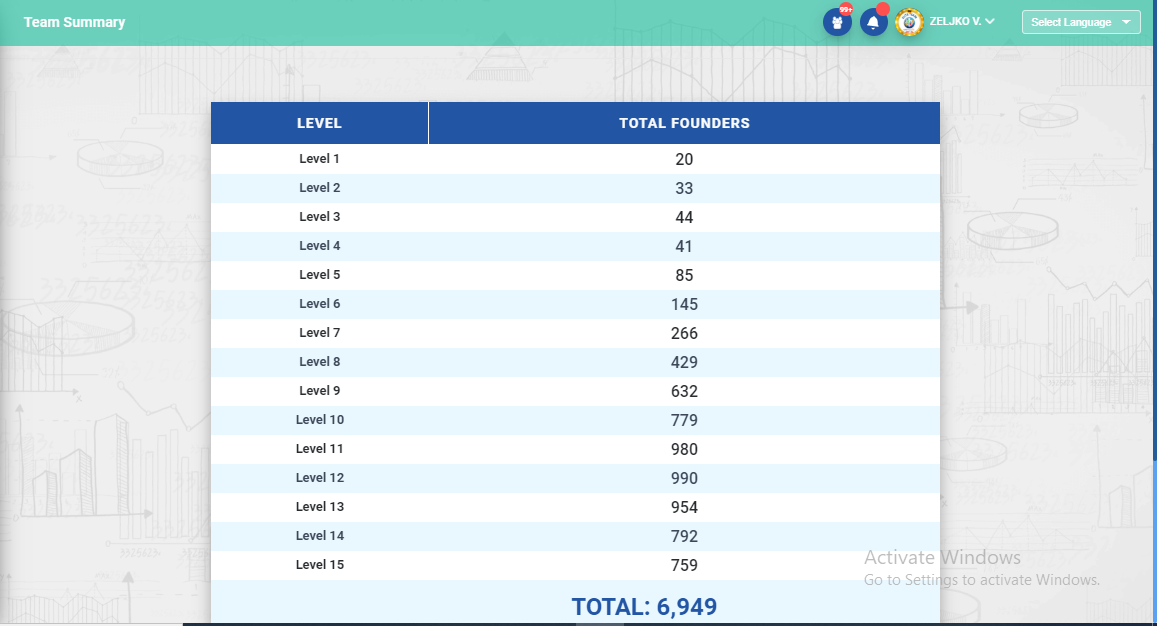 Team Summary
99+
ZELJKO V.
Select Language
LEVEL TOTAL FOUNDERS
Level 1 20
Level 2 33
Level 3 44
Level 4 41
Level 5 85
Level 6 145
Level 7 266
Level 8 429
Level 9 632
Level 10 779
Level 11 980
Level 12 990
Level 13 954
Level 14 792
Level 15 759
Activate Windows
Go to Settings to activate Windows.
TOTAL: 6,949